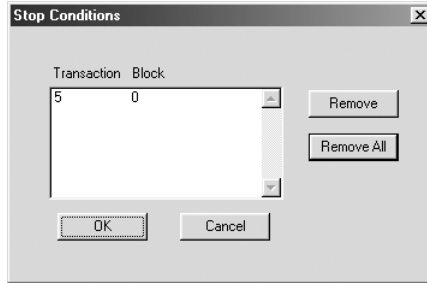 Stop Conditions
Transaction Block
5 0
Remove
Remove All
OK Cancel